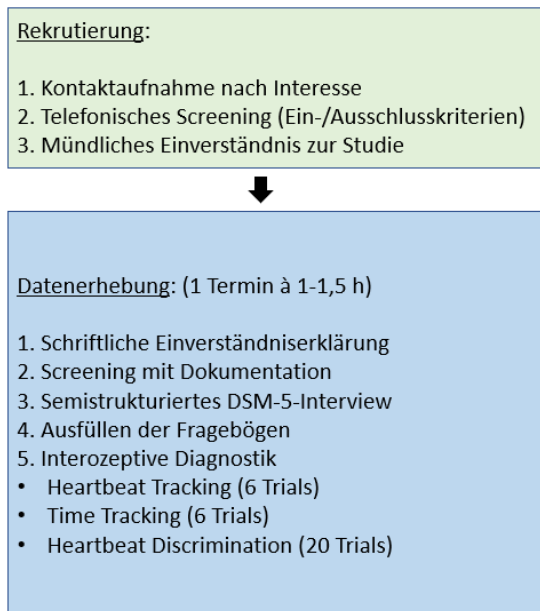 Rekrutierung:
1. Kontaktaufnahme nach Interesse
2. Telefonisches Screening (Ein-/Ausschlusskriterien)
3. Mündliches Einverständnis zur Studie
Datenerhebung: (1 Termin à 1-1,5 h)
1. Schriftliche Einverständniserklärung
2. Screening mit Dokumentation
3. Semistrukturiertes DSM-5-Interview
4. Ausfüllen der Fragebögen
5. Interozeptive Diagnostik
• Heartbeat Tracking (6 Trials)
• Time Tracking (6 Trials)
• Heartbeat Discrimination (20 Trials)